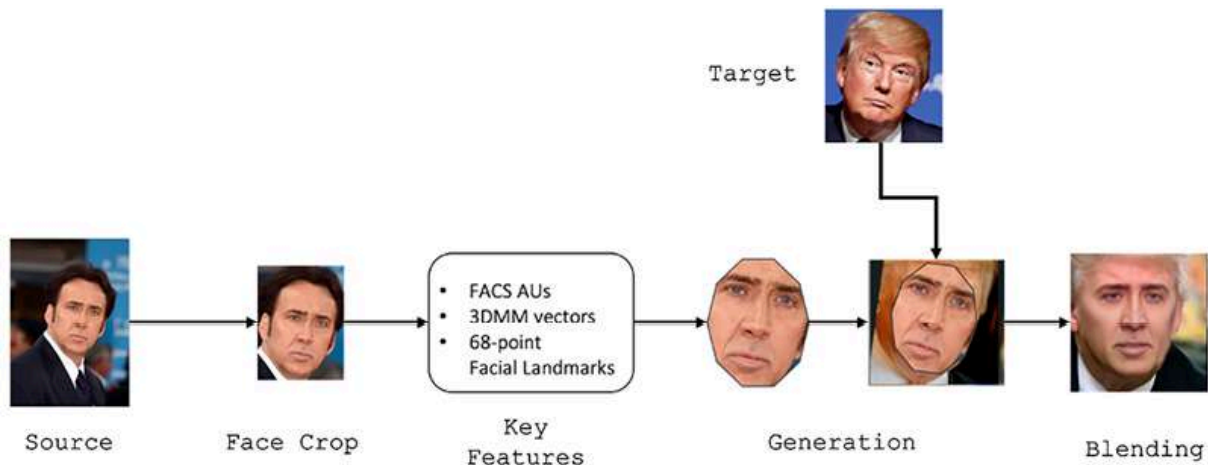 Target
• FACS AUs
• 3DMM vectors
• 68-point
Facial Landmarks
Source
Face Crop
Key
Features
Generation
Blending